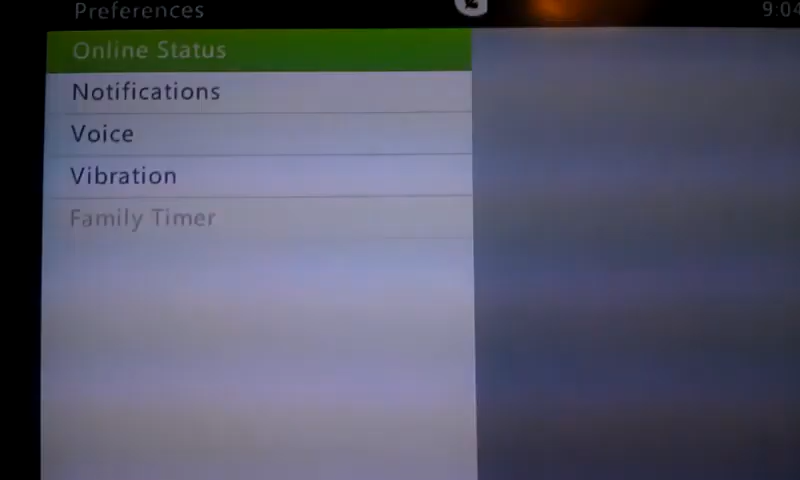 Preferences
9:04
Online Status
Notifications
Voice
Vibration
Family Timer